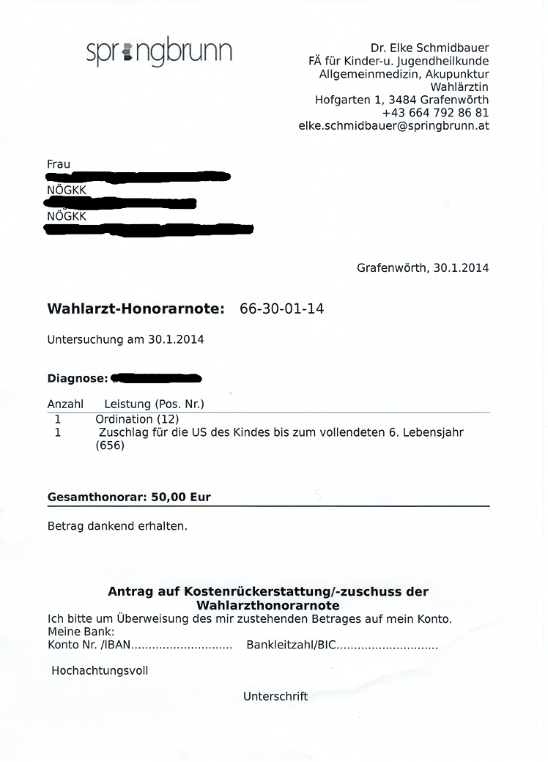 springbrunn
Dr. Elke Schmidbauer
FÄ für Kinder-u. Jugendheilkunde
Allgemeinmedizin, Akupunktur
Wahlärztin
Hofgarten 1, 3484 Grafenwörth
+43 664 792 86 81
elke.schmidbauer@springbrunn.at
Frau
NÖGKK
NÖGKK
Grafenwörth, 30.1.2014
Wahlarzt-Honorarnote: 66-30-01-14
Untersuchung am 30.1.2014
Diagnose:
Anzahl Leistung (Pos. Nr.)
1 Ordination (12)
1 Zuschlag für die US des Kindes bis zum vollendeten 6. Lebensjahr
(656)
Gesamthonorar: 50,00 Eur
Betrag dankend erhalten.
Antrag auf Kostenrückerstattung/-zuschuss der
Wahlarzthonorarnote
Ich bitte um Überweisung des mir zustehenden Betrages auf mein Konto.
Meine Bank:
Konto Nr. /IBAN............................ Bankleitzahl/BIC............................
Hochachtungsvoll
Unterschrift